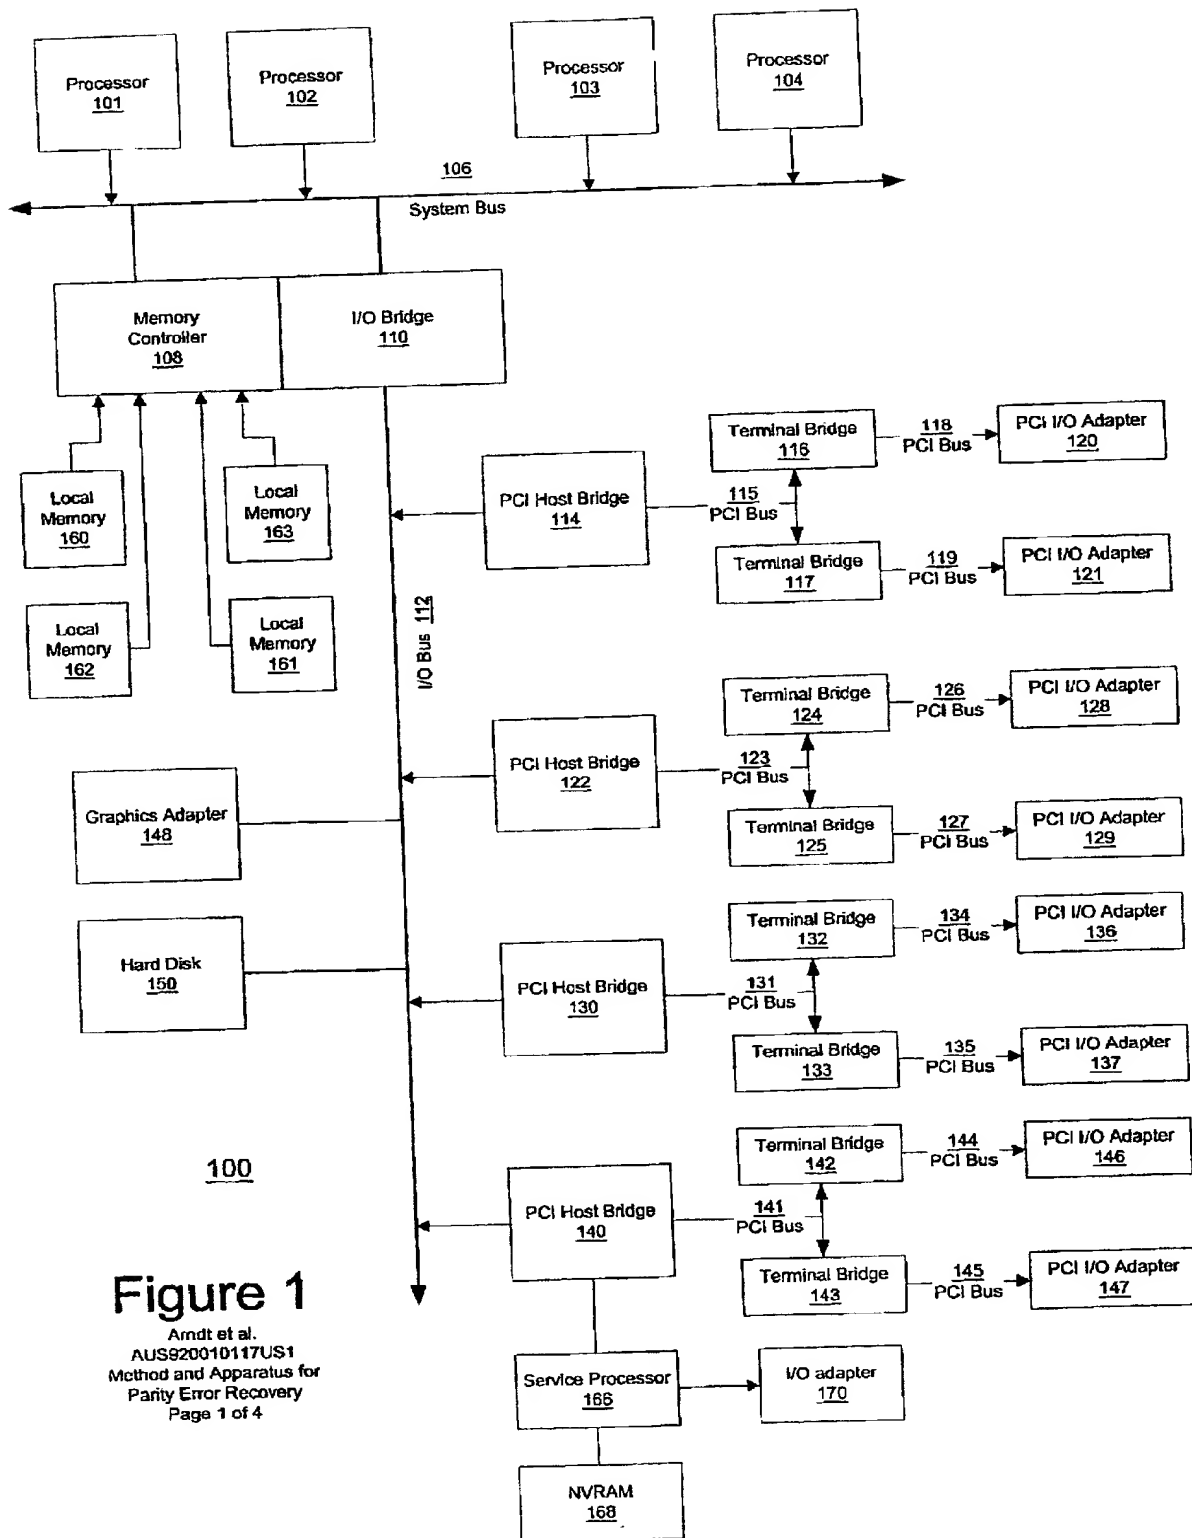 Processor
101
Processor
102
Processor
103
Processor
104
106
System Bus
Memory
Controller
108
I/O Bridge
110
Local
Memory
160
Local
Memory
163
Local
Memory
162
Local
Memory
161
I/O Bus 112
PCI Host Bridge
114
115
PCI Bus
Terminal Bridge
116
118
PCI Bus
PCI I/O Adapter
120
Terminal Bridge
117
119
PCI Bus
PCI I/O Adapter
121
PCI Host Bridge
122
123
PCI Bus
Terminal Bridge
124
126
PCI Bus
PCI I/O Adapter
128
Terminal Bridge
125
127
PCI Bus
PCI I/O Adapter
129
Graphics Adapter
148
Hard Disk
150
PCI Host Bridge
130
131
PCI Bus
Terminal Bridge
132
134
PCI Bus
PCI I/O Adapter
136
Terminal Bridge
133
135
PCI Bus
PCI I/O Adapter
137
PCI Host Bridge
140
141
PCI Bus
Terminal Bridge
142
144
PCI Bus
PCI I/O Adapter
146
Terminal Bridge
143
145
PCI Bus
PCI I/O Adapter
147
Service Processor
166
I/O adapter
170
NVRAM
168
100
Figure 1
Arndt et al.
AUS920010117US1
Method and Apparatus for
Parity Error Recovery
Page 1 of 4